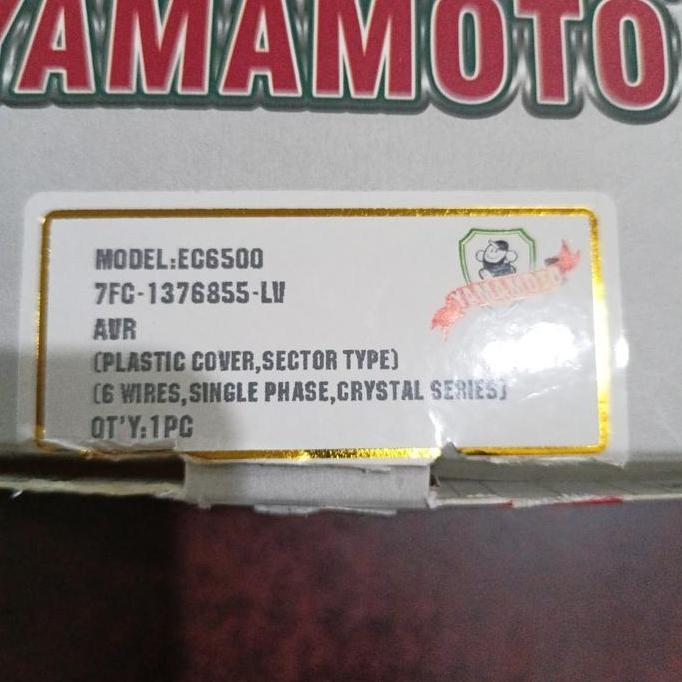 YAMAMOTO
MODEL:EC6500
7FC-1376855-LV
AVR
(PLASTIC COVER,SECTOR TYPE)
(6 WIRES,SINGLE PHASE,CRYSTAL SERIES)
QT'Y:1PC
YAMAMOTO